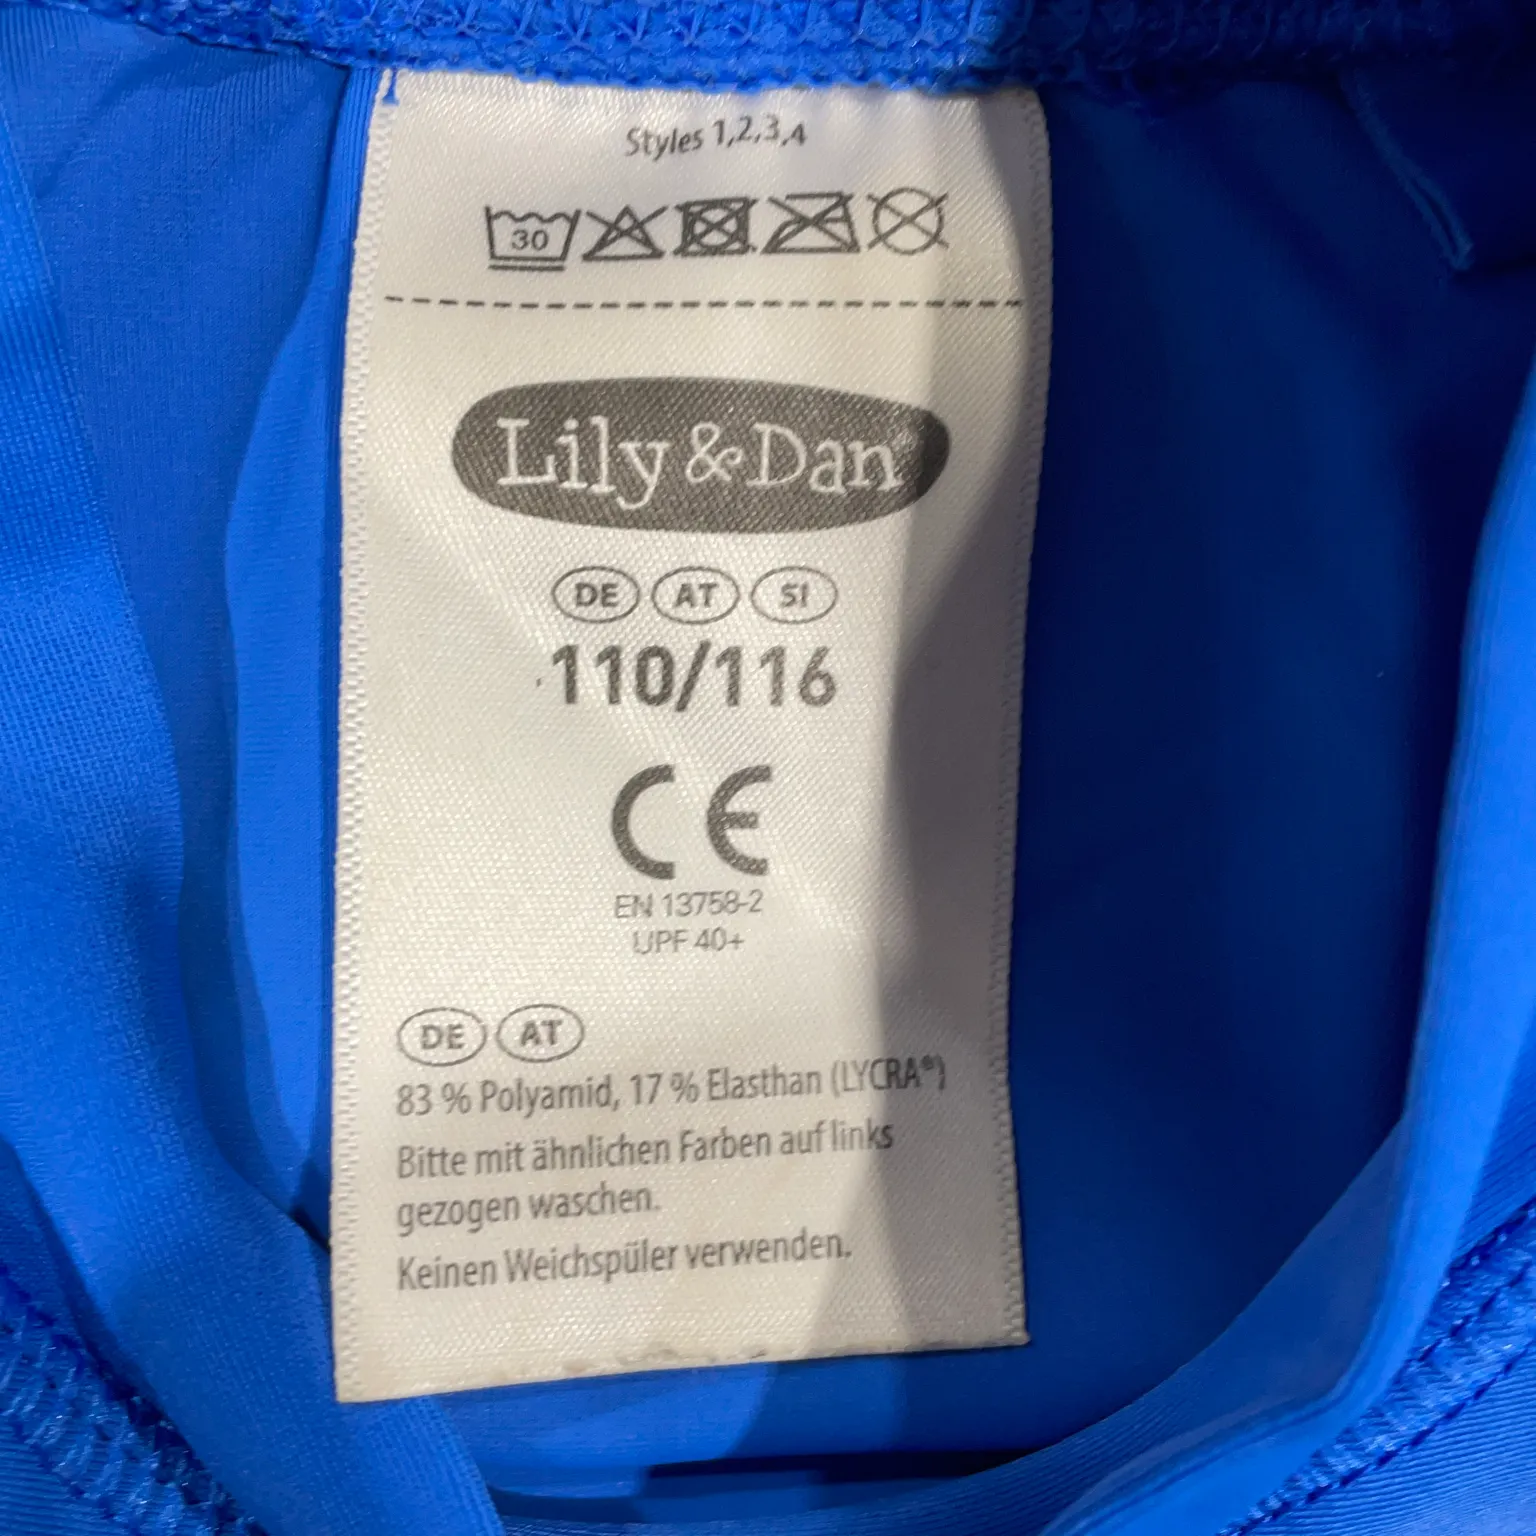 Styles 1,2,3,4
30
Lily & Dan®
DE AT SI
110/116
CE
EN 13758-2
UPF 40+
DE AT
83 % Polyamid, 17 % Elasthan (LYCRA®)
Bitte mit ähnlichen Farben auf links
gezogen waschen.
Keinen Weichspüler verwenden.